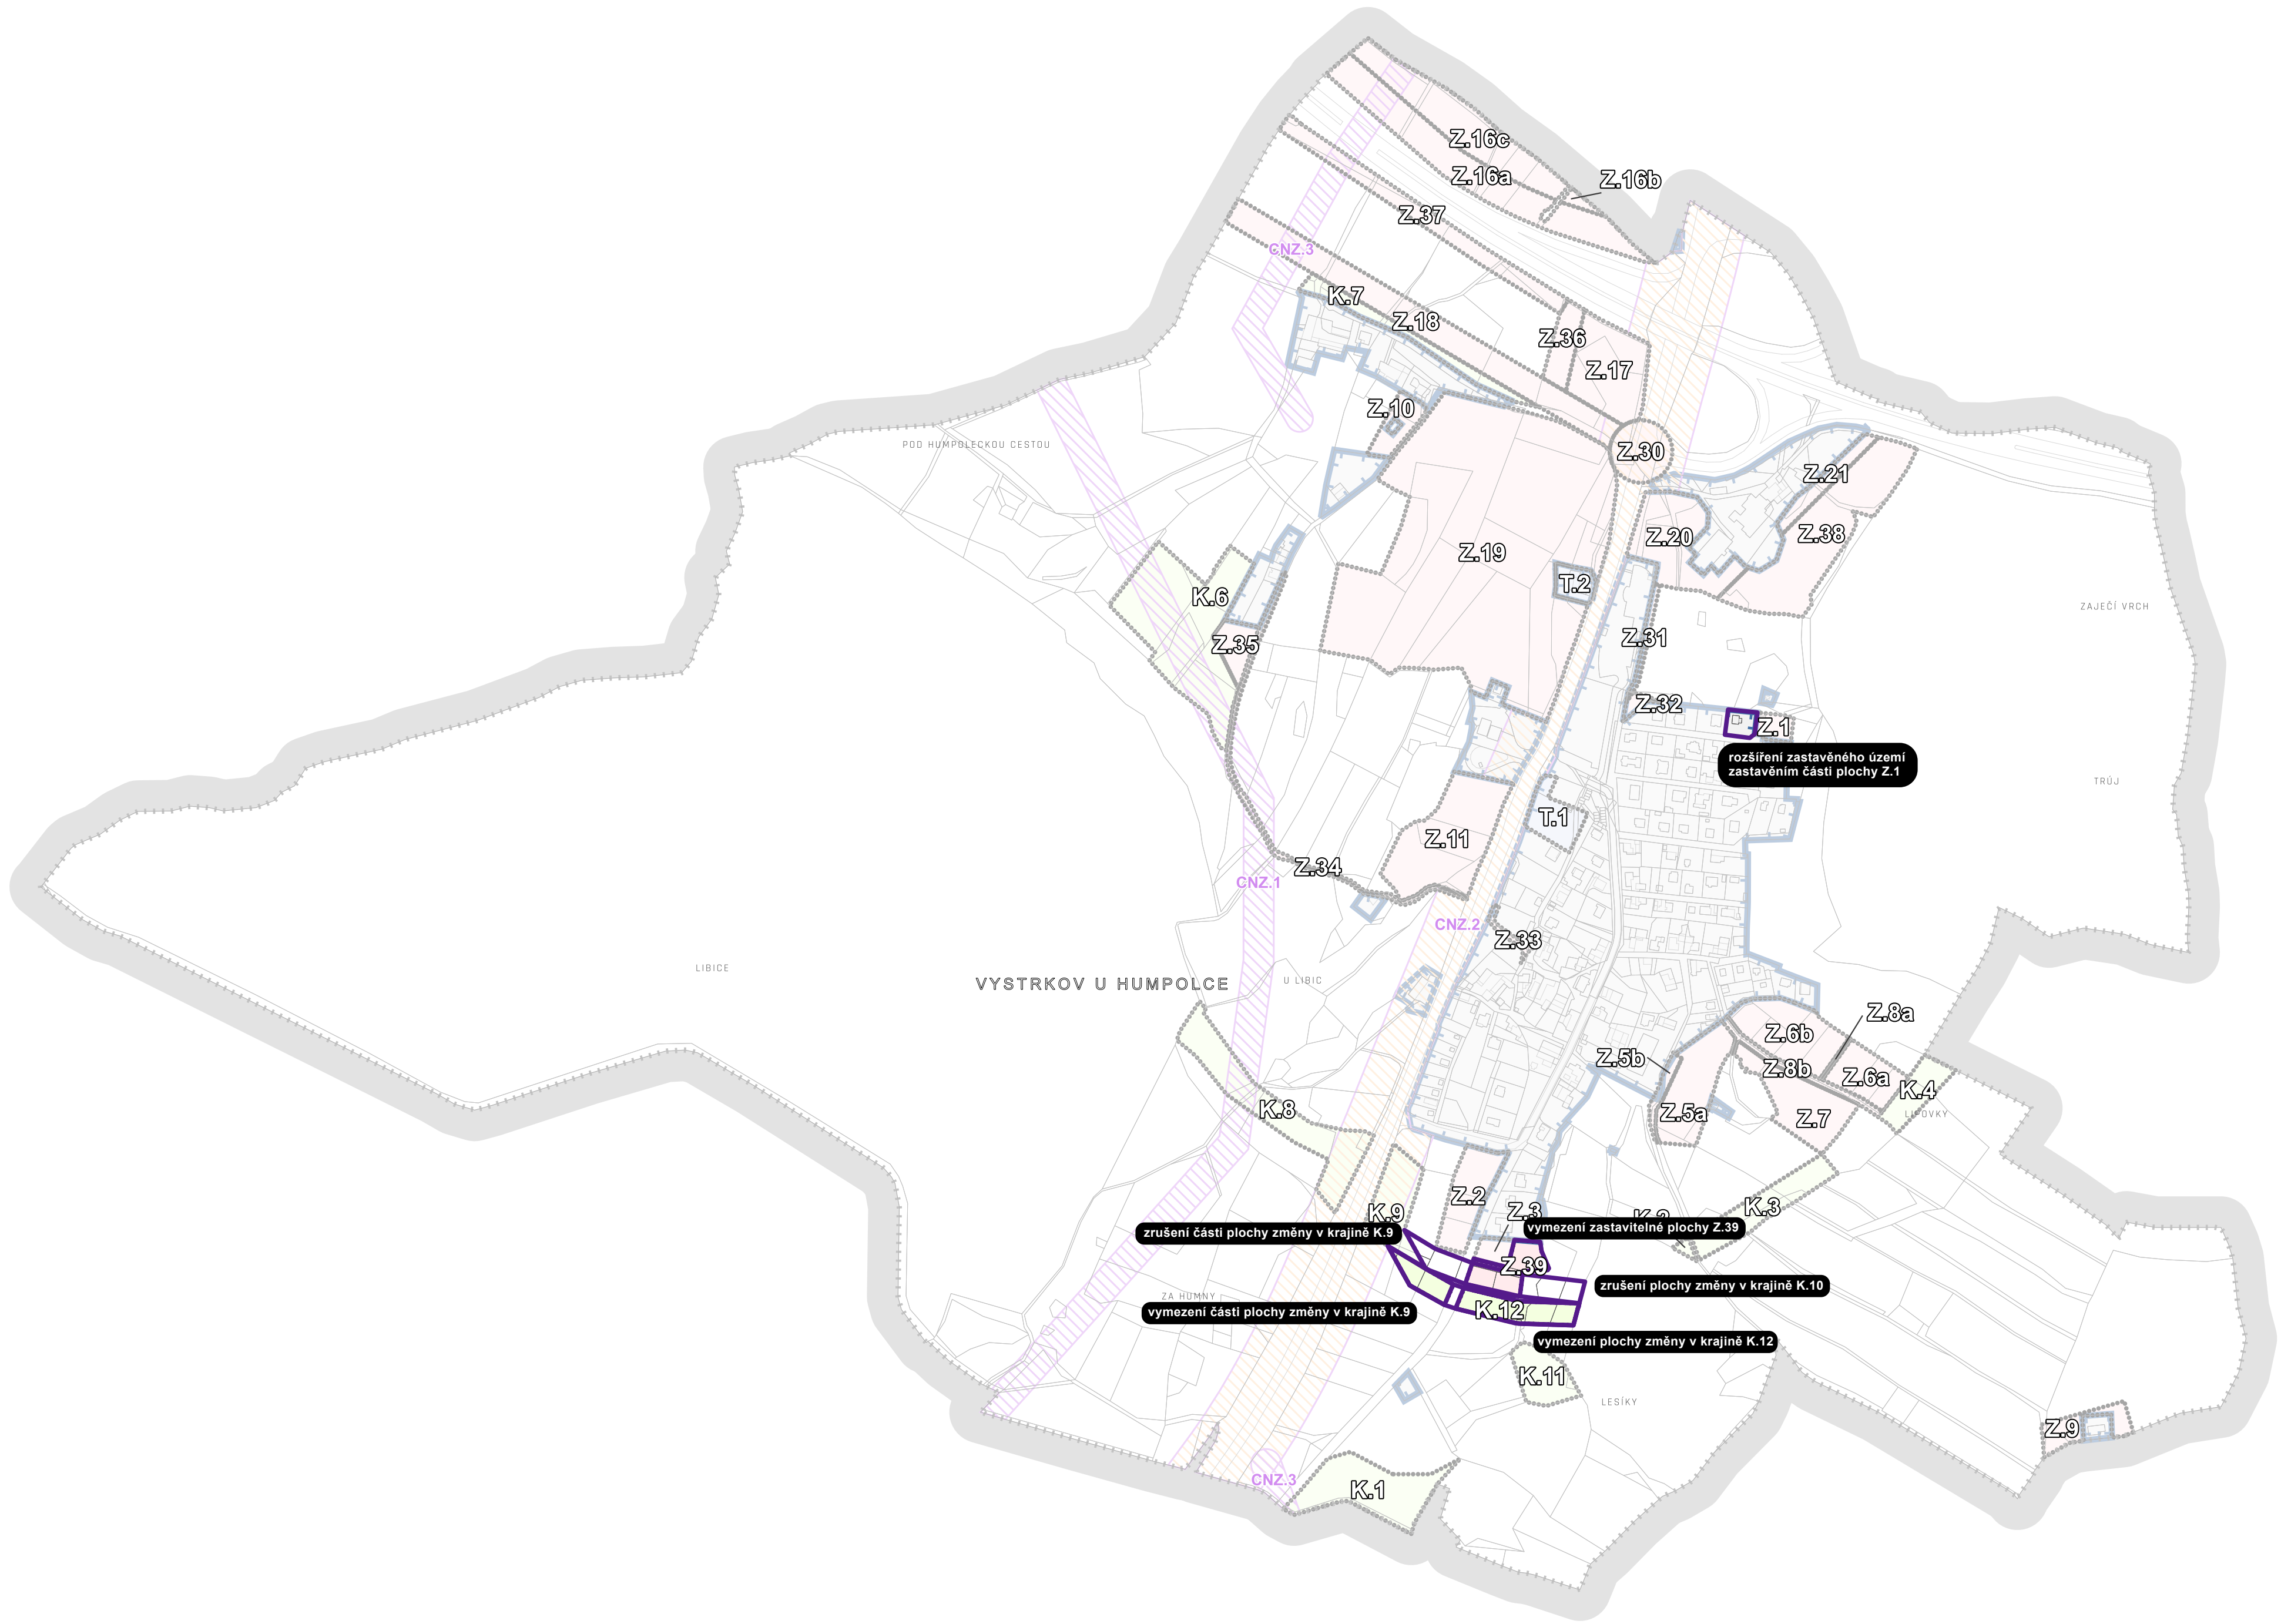 Z.16c
Z.16b
Z.16a
Z.37
CNZ.3
K.7
Z.18
Z.36
Z.17
Z.10
POD HUMPOLECKOU CESTOU
Z.30
Z.21
Z.20
Z.38
Z.19
T.2
K.6
ZAJEČÍ VRCH
Z.31
Z.35
Z.32
Z.1
rozšíření zastavěného území
zastavěním části plochy Z.1
TRŮJ
T.1
Z.11
Z.34
CNZ.1
CNZ.2
Z.33
LIBICE
VYSTRKOV U HUMPOLCE
U LIBIC
Z.8a
Z.6b
Z.5b
Z.8b
Z.6a
K.4
K.8
Z.5a
Z.7
LIPOVKY
Z.2
K.3
K.9
Z.3
zrušení části plochy změny v krajině K.9
vymezení zastavitelné plochy Z.39
Z.39
zrušení plochy změny v krajině K.10
ZA HUMNY
vymezení části plochy změny v krajině K.9
K.12
vymezení plochy změny v krajině K.12
K.11
LESÍKY
Z.9
CNZ.3
K.1